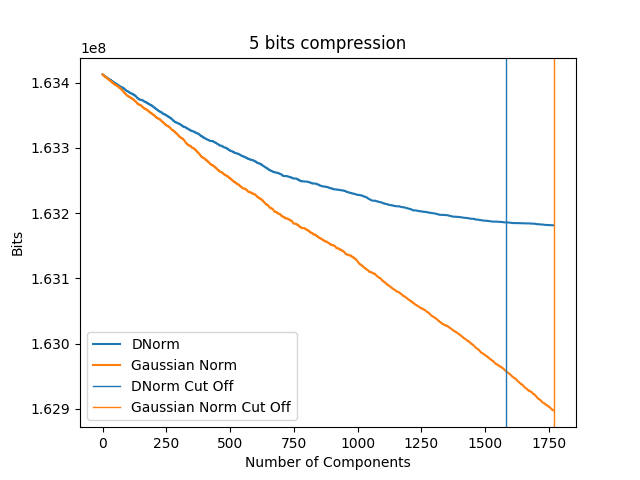 5 bits compression
1e8
1.634
1.633
1.632
1.631
1.630
1.629
Bits
DNorm
Gaussian Norm
DNorm Cut Off
Gaussian Norm Cut Off
0 250 500 750 1000 1250 1500 1750
Number of Components